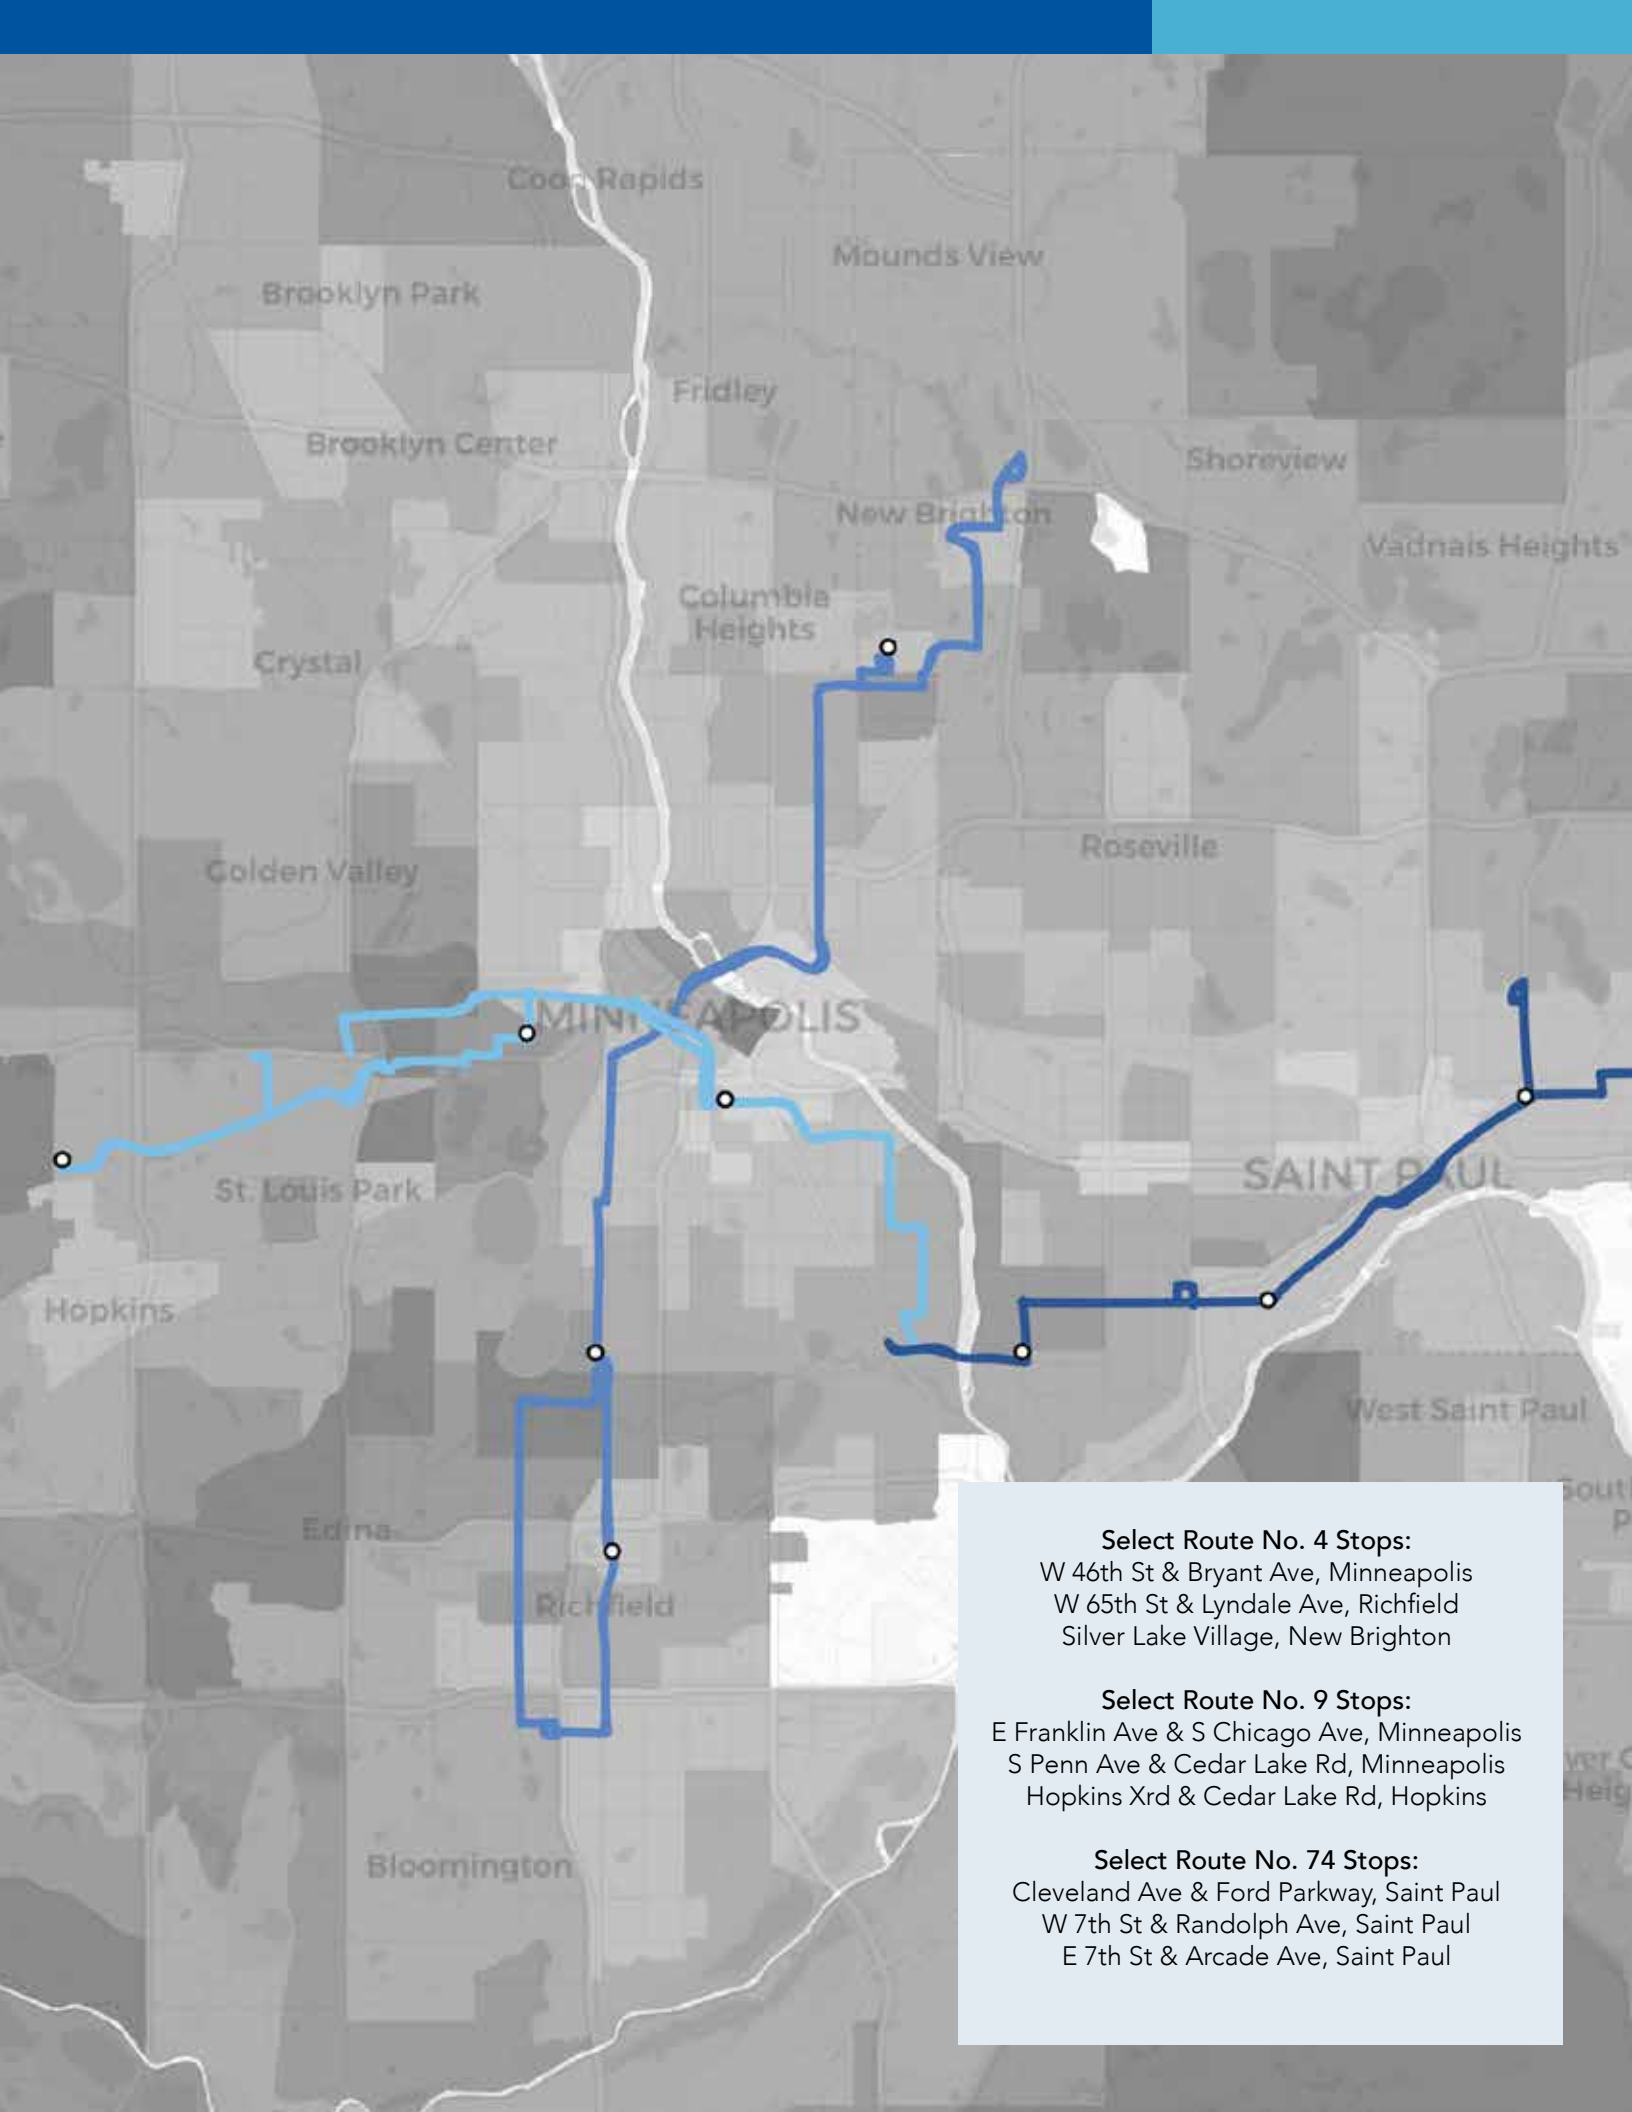 Coon Rapids
Mounds View
Brooklyn Park
Fridley
Brooklyn Center
Shoreview
New Brighton
Vadnais Heights
Columbia
Heights
Crystal
Roseville
Golden Valley
MINNEAPOLIS
SAINT PAUL
St. Louis Park
Hopkins
West Saint Paul
Edina
Richfield
Bloomington
Select Route No. 4 Stops:
W 46th St & Bryant Ave, Minneapolis
W 65th St & Lyndale Ave, Richfield
Silver Lake Village, New Brighton
Select Route No. 9 Stops:
E Franklin Ave & S Chicago Ave, Minneapolis
S Penn Ave & Cedar Lake Rd, Minneapolis
Hopkins Xrd & Cedar Lake Rd, Hopkins
Select Route No. 74 Stops:
Cleveland Ave & Ford Parkway, Saint Paul
W 7th St & Randolph Ave, Saint Paul
E 7th St & Arcade Ave, Saint Paul